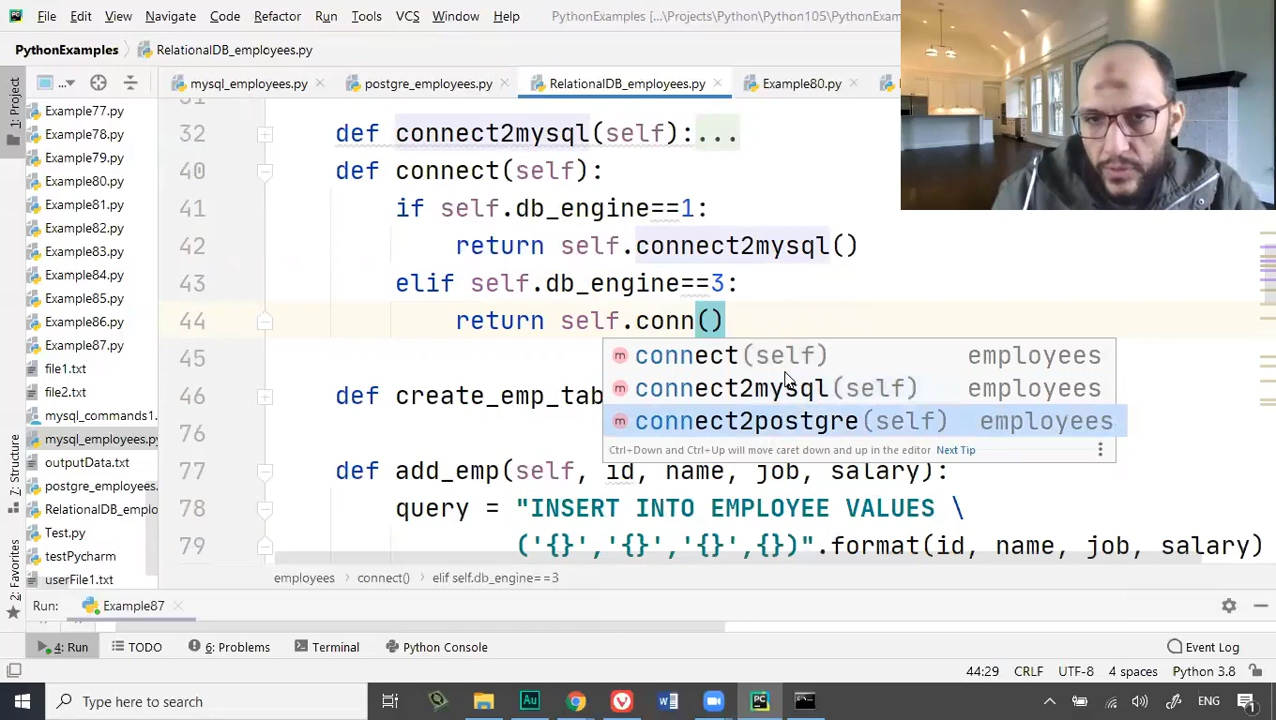 File Edit View Navigate Code Refactor Run Tools VCS Window Help PythonExamples [...\Projects\Python\Python105\PythonExamples
PythonExamples RelationalDB_employees.py
1: Project
mysql_employees.py postgre_employees.py RelationalDB_employees.py Example80.py
Example77.py
Example78.py
Example79.py
Example80.py
Example81.py
Example82.py
Example83.py
Example84.py
Example85.py
Example86.py
Example87.py
file1.txt
file2.txt
mysql_commands1.
mysql_employees.py
outputData.txt
postgre_employees.
RelationalDB_emplo
Test.py
testPycharm
userFile1.txt
32 def connect2mysql(self):...
40 def connect(self):
41 if self.db_engine==1:
42 return self.connect2mysql()
43 elif self.db_engine==3:
44 return self.conn()
45
46 def create_emp_tab
76
77 def add_emp(self, id, name, job, salary):
78 query = "INSERT INTO EMPLOYEE VALUES \
79 ('{}','{}','{}',{})".format(id, name, job, salary)
connect(self) employees
connect2mysql(self) employees
connect2postgre(self) employees
Ctrl+Down and Ctrl+Up will move caret down and up in the editor Next Tip
employees connect() elif self.db_engine==3
7: Structure
2: Favorites
Run: Example87
4: Run TODO 6: Problems Terminal Python Console Event Log
44:29 CRLF UTF-8 4 spaces Python 3.8
Type here to search
ENG